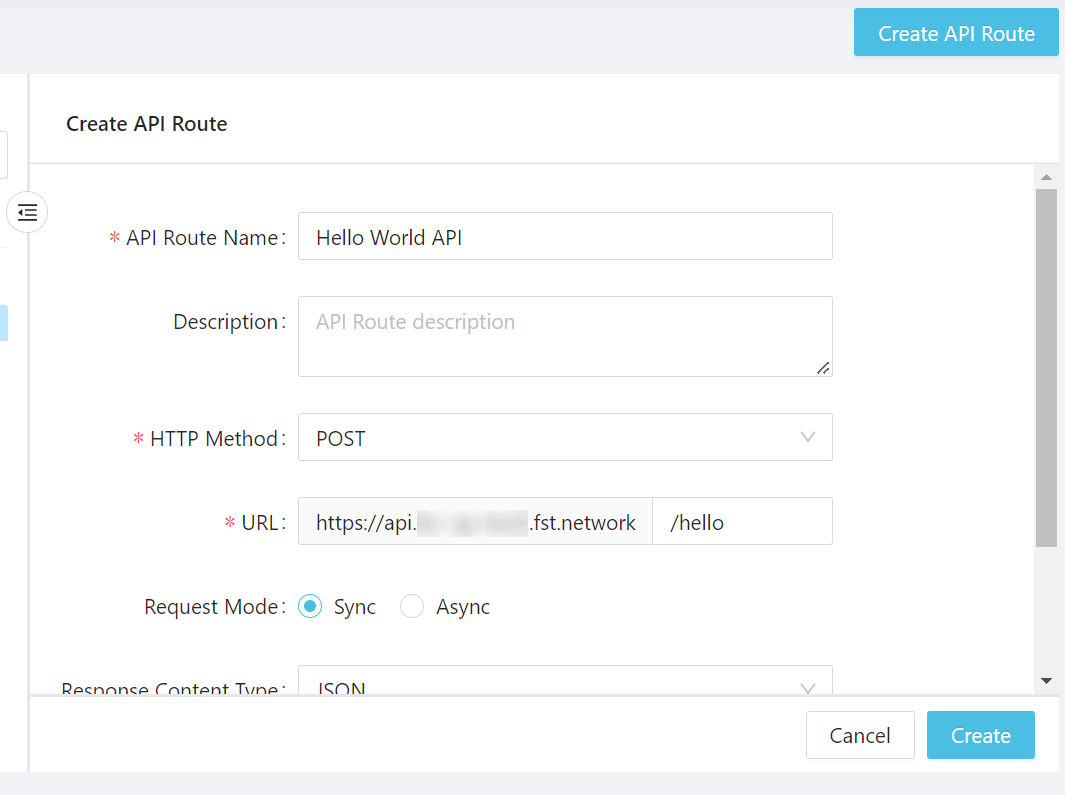 Create API Route
Create API Route
* API Route Name: Hello World API
Description: API Route description
* HTTP Method: POST
* URL: https://api. .fst.network /hello
Request Mode: Sync Async
Response Content Type: JSON
Cancel Create